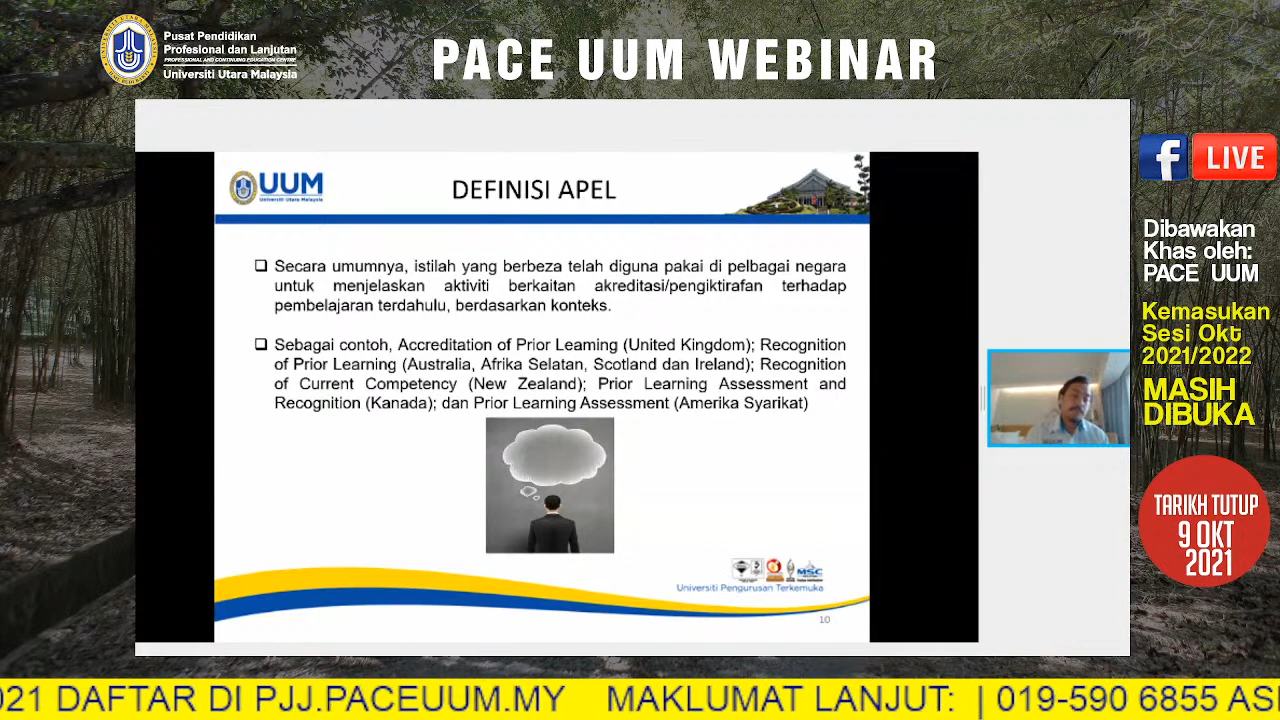 Pusat Pendidikan
Profesional dan Lanjutan
PROFESSIONAL AND CONTINUING EDUCATION CENTRE
Universiti Utara Malaysia
PACE UUM WEBINAR
UUM
Universiti Utara Malaysia
DEFINISI APEL
Secara umumnya, istilah yang berbeza telah diguna pakai di pelbagai negara
untuk menjelaskan aktiviti berkaitan akreditasi/pengiktirafan terhadap
pembelajaran terdahulu, berdasarkan konteks.
Sebagai contoh, Accreditation of Prior Learning (United Kingdom); Recognition
of Prior Learning (Australia, Afrika Selatan, Scotland dan Ireland); Recognition
of Current Competency (New Zealand); Prior Learning Assessment and
Recognition (Kanada); dan Prior Learning Assessment (Amerika Syarikat)
MSC
Universiti Pengurusan Terkemuka
10
f LIVE
Dibawakan
Khas oleh:
PACE UUM
Kemasukan
Sesi Okt
2021/2022
MASIH
DIBUKA
TARIKH TUTUP
9 OKT
2021
021 DAFTAR DI PJJ.PACEUUM.MY MAKLUMAT LANJUT: | 019-590 6855